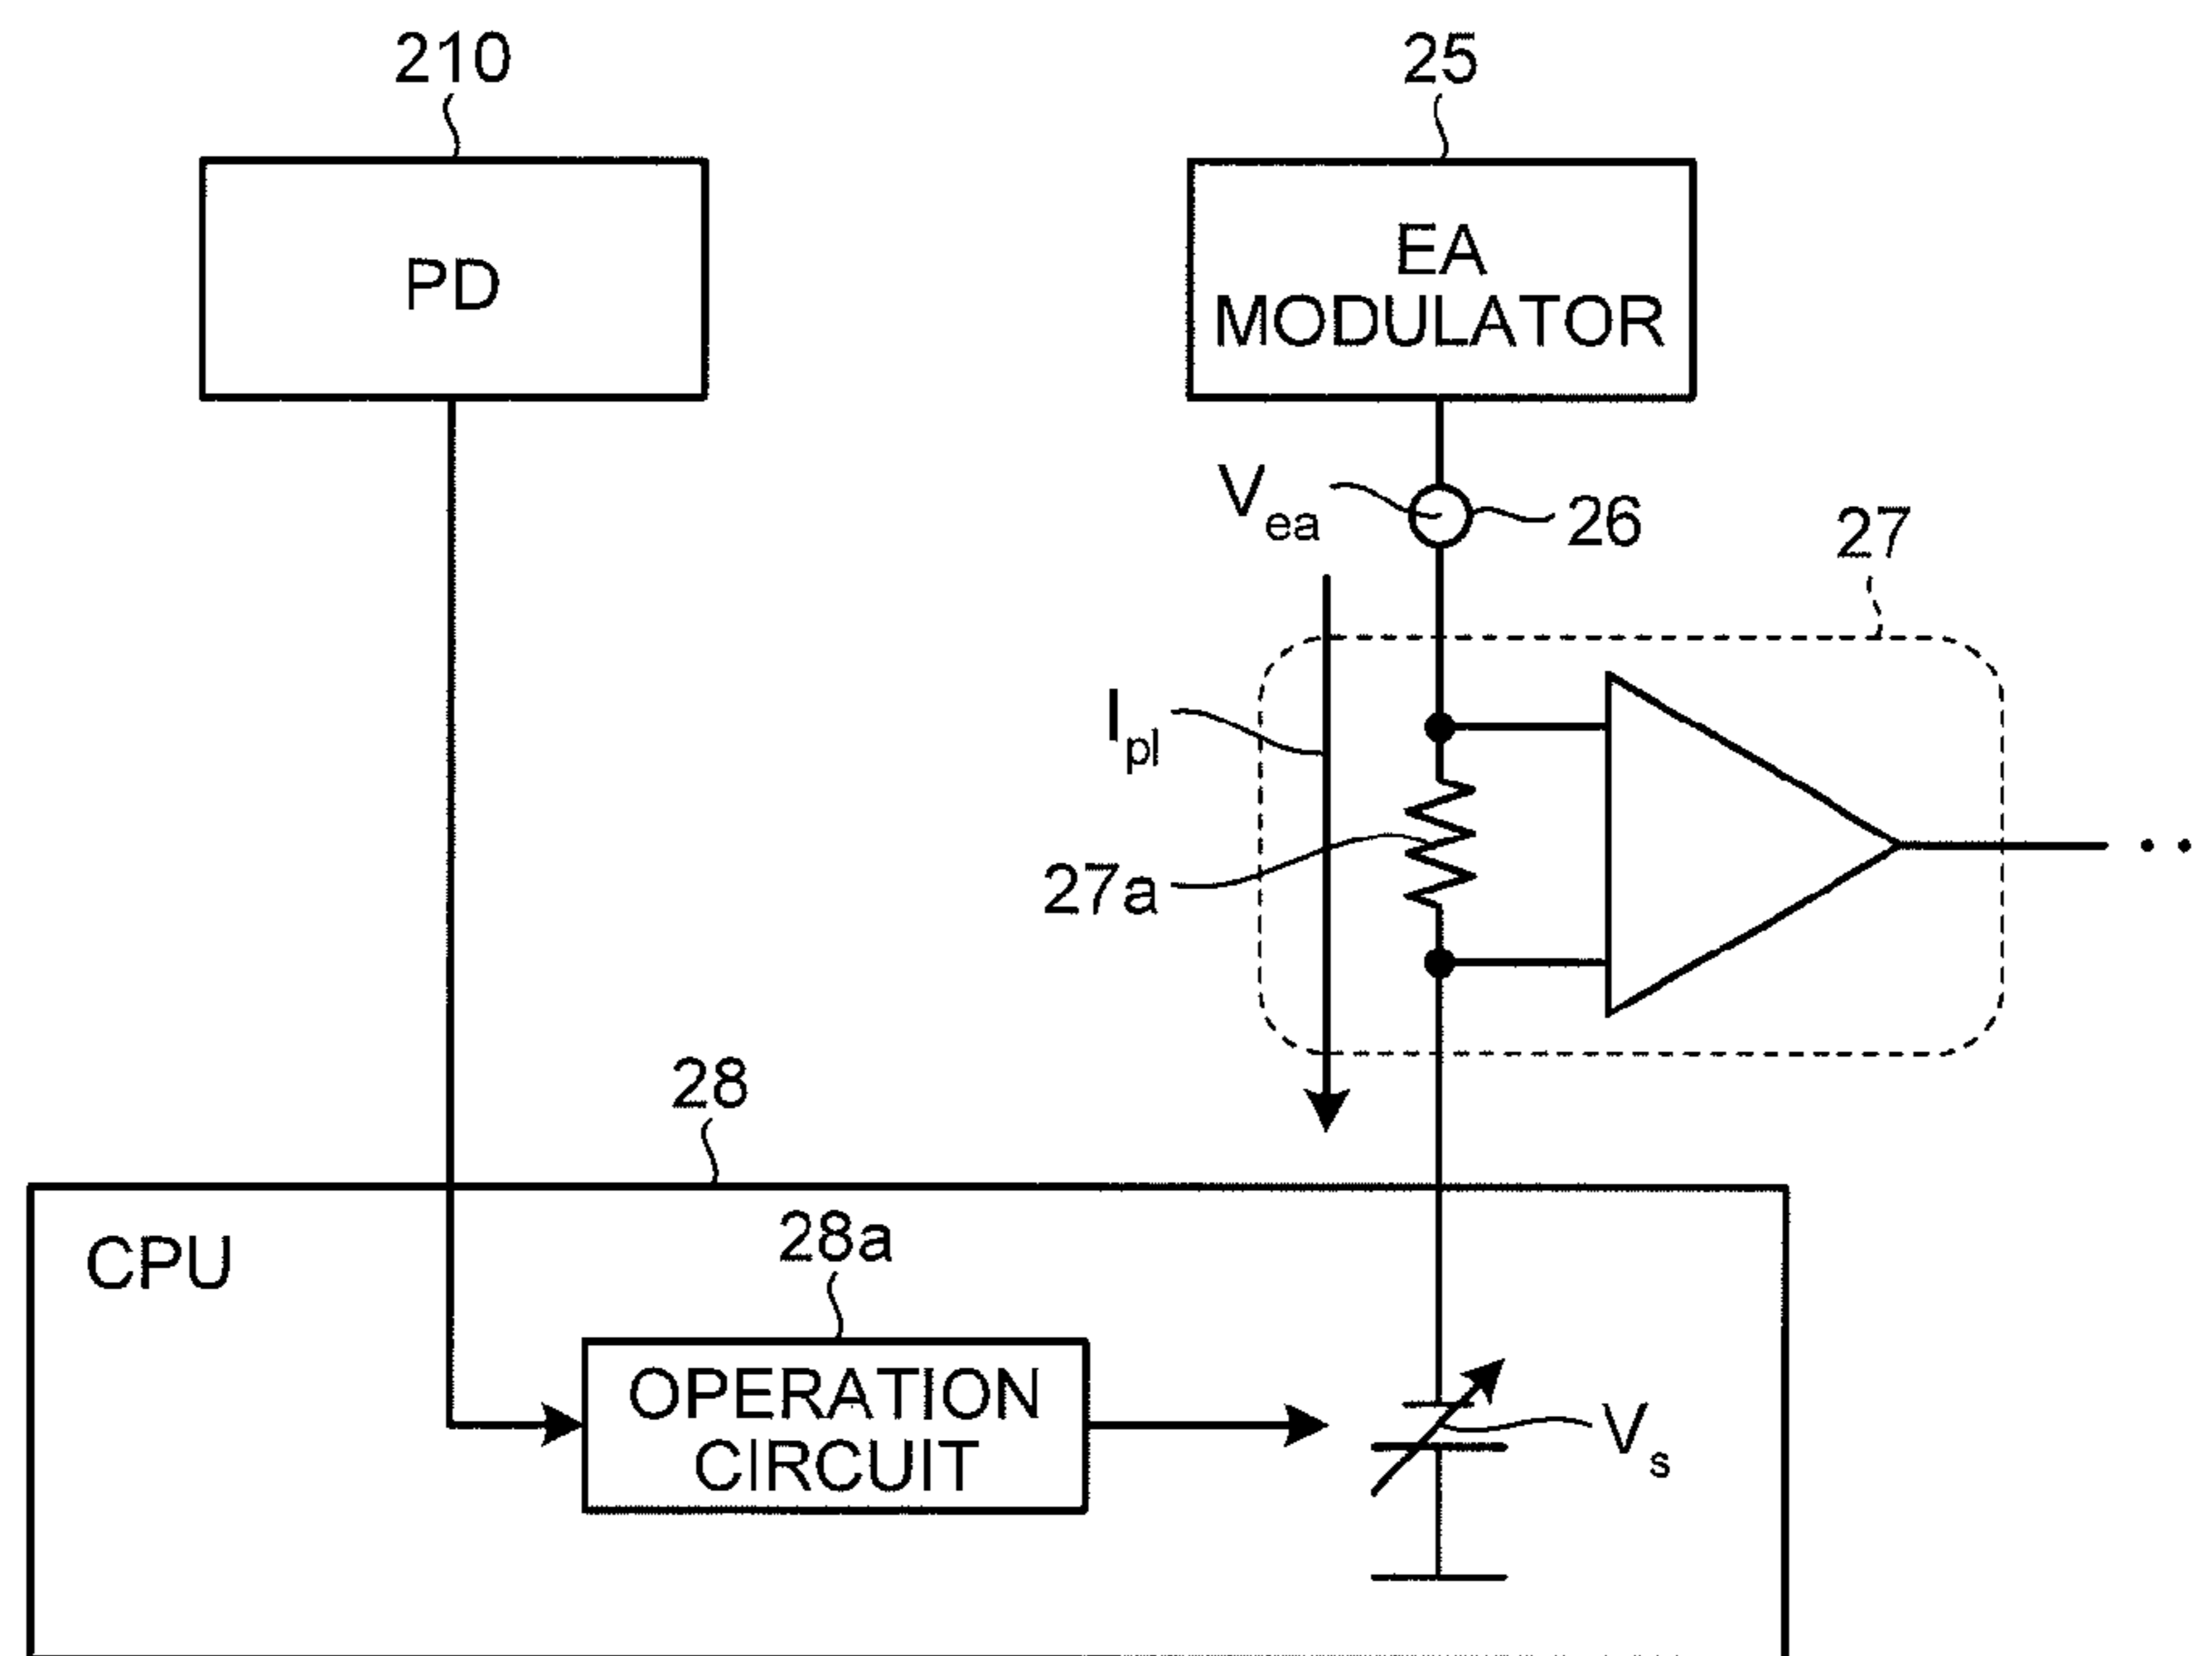 210
25
PD
EA
MODULATOR
Vea
26
27
Ipl
27a
28
CPU
28a
OPERATION
CIRCUIT
Vs